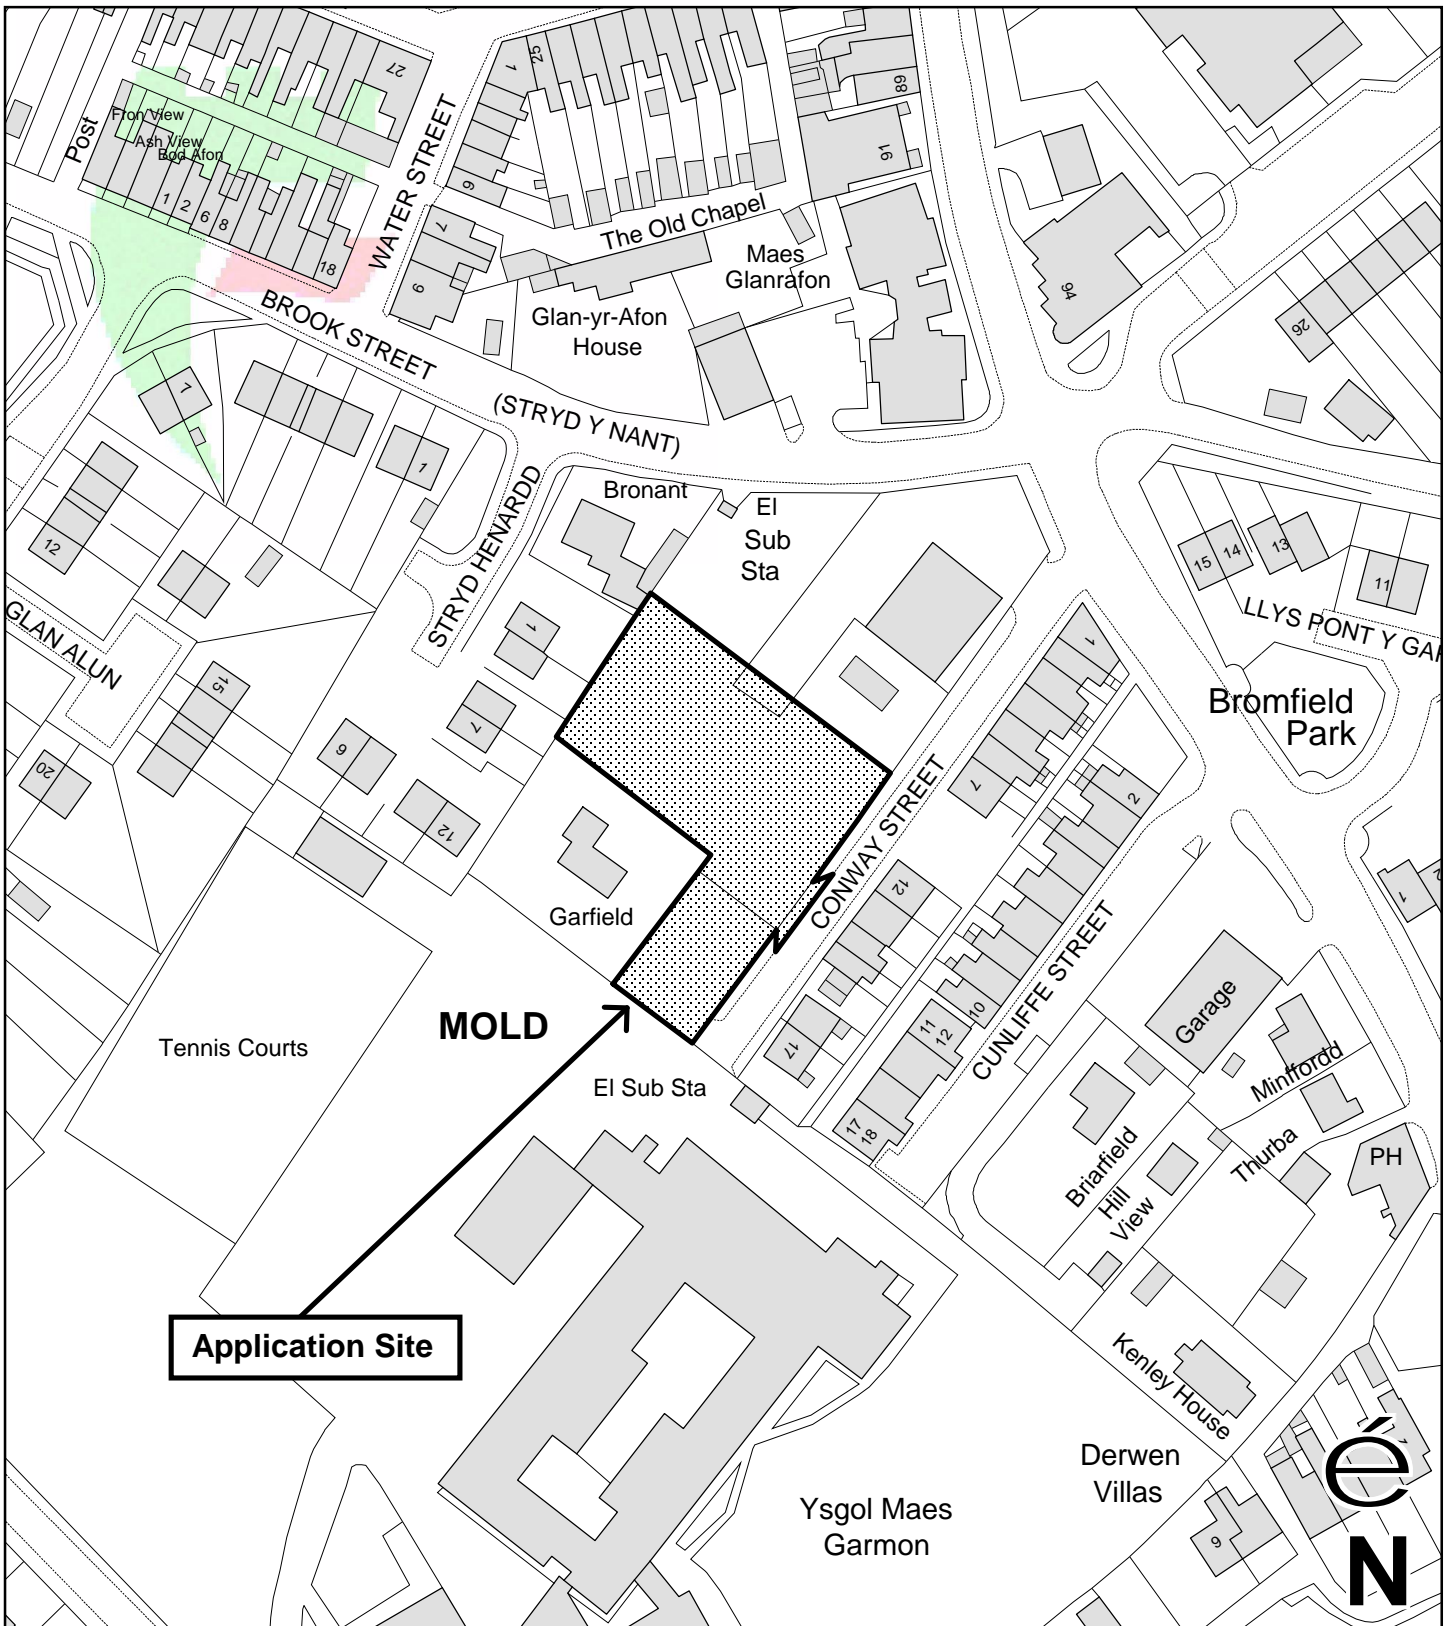 27
1
25
89
Post
Fron View
Ash View
Bod Afon
WATER STREET
91
1
2
6
8
18
6
7
9
The Old Chapel
Maes
Glanrafon
94
26
BROOK STREET
Glan-yr-Afon
House
(STRYD Y NANT)
7
1
12
STRYD HENARDD
Bronant
El
Sub
Sta
15
14
13
11
LLYS PONT Y GAR
GLAN ALUN
1
1
15
7
6
20
12
Bromfield
Park
7
2
CONWAY STREET
12
1
2
Garfield
CUNLIFFE STREET
10
11
12
Garage
MOLD
Tennis Courts
17
El Sub Sta
Minffordd
17
18
Briarfield
Thurba
PH
Hill
View
Application Site
Kenley House
Derwen
Villas
Ysgol Maes
Garmon
1
6
é
N